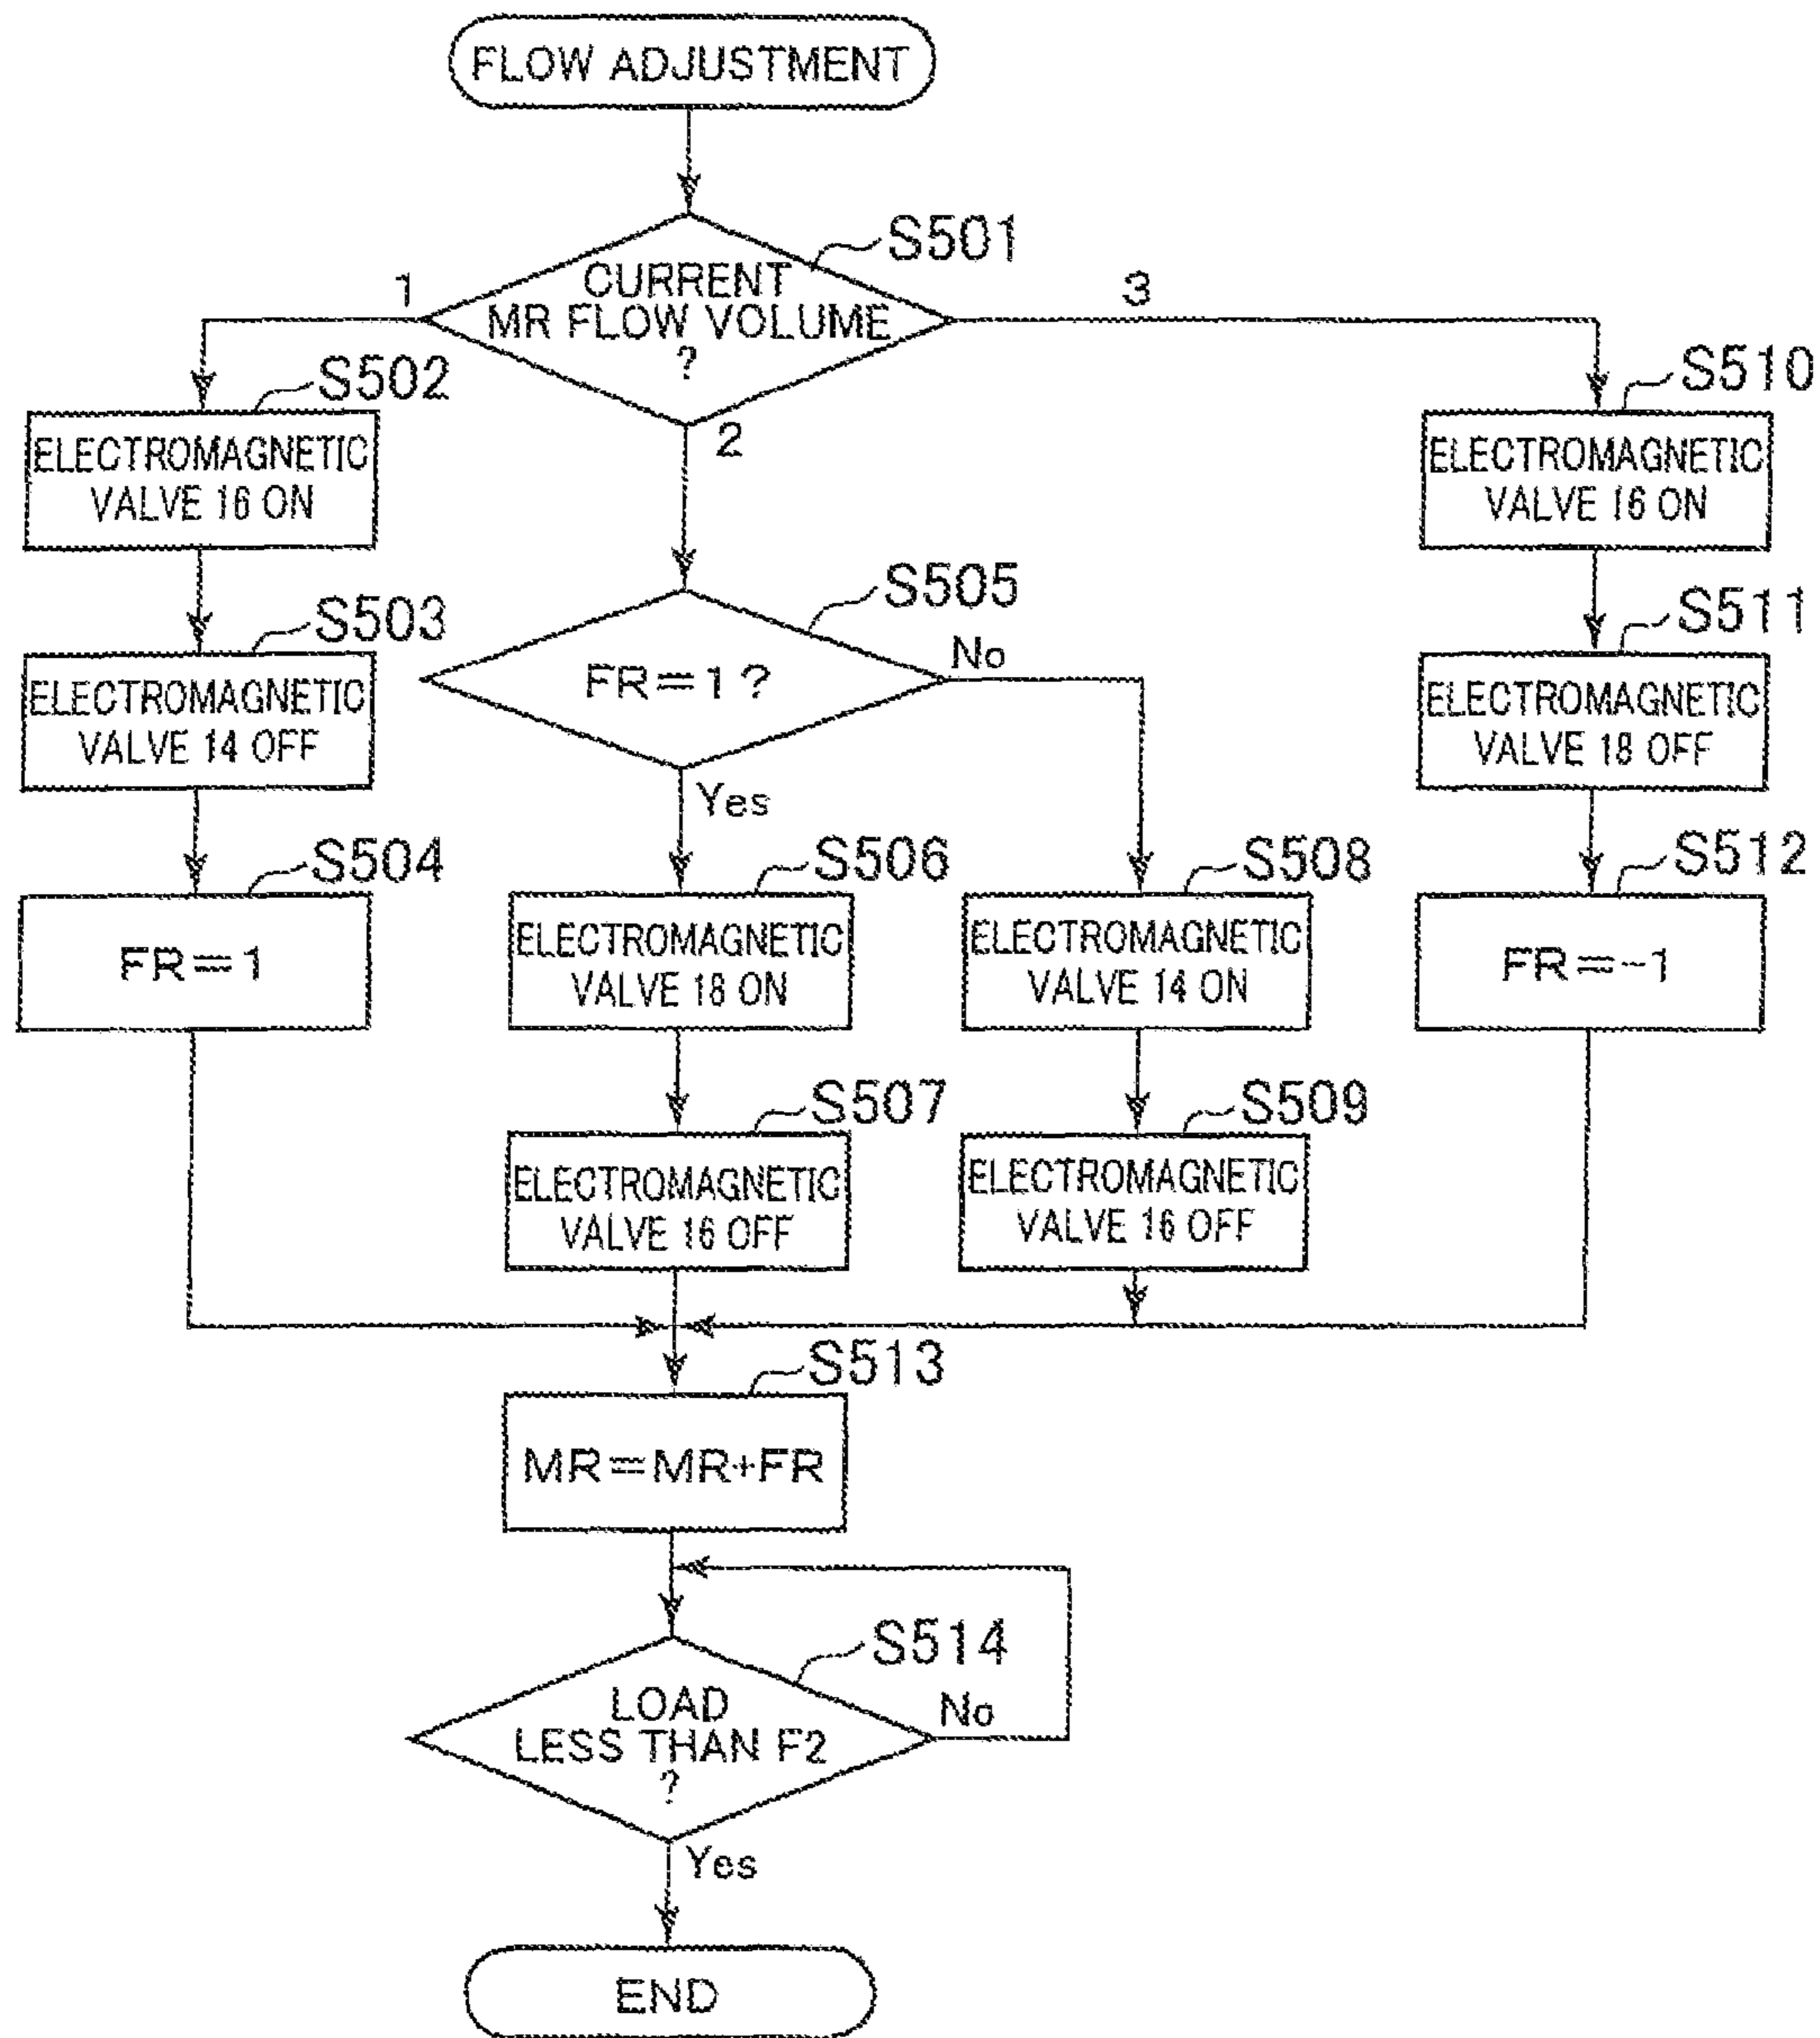 FLOW ADJUSTMENT
S501
CURRENT
MR FLOW VOLUME
?
1
2
3
S502
ELECTROMAGNETIC
VALVE 16 ON
S503
ELECTROMAGNETIC
VALVE 14 OFF
S504
FR=1
S505
FR=1?
No
Yes
S506
ELECTROMAGNETIC
VALVE 18 ON
S507
ELECTROMAGNETIC
VALVE 16 OFF
S508
ELECTROMAGNETIC
VALVE 14 ON
S509
ELECTROMAGNETIC
VALVE 16 OFF
S510
ELECTROMAGNETIC
VALVE 16 ON
S511
ELECTROMAGNETIC
VALVE 18 OFF
S512
FR=-1
S513
MR=MR+FR
S514
LOAD
LESS THAN F2
?
No
Yes
END